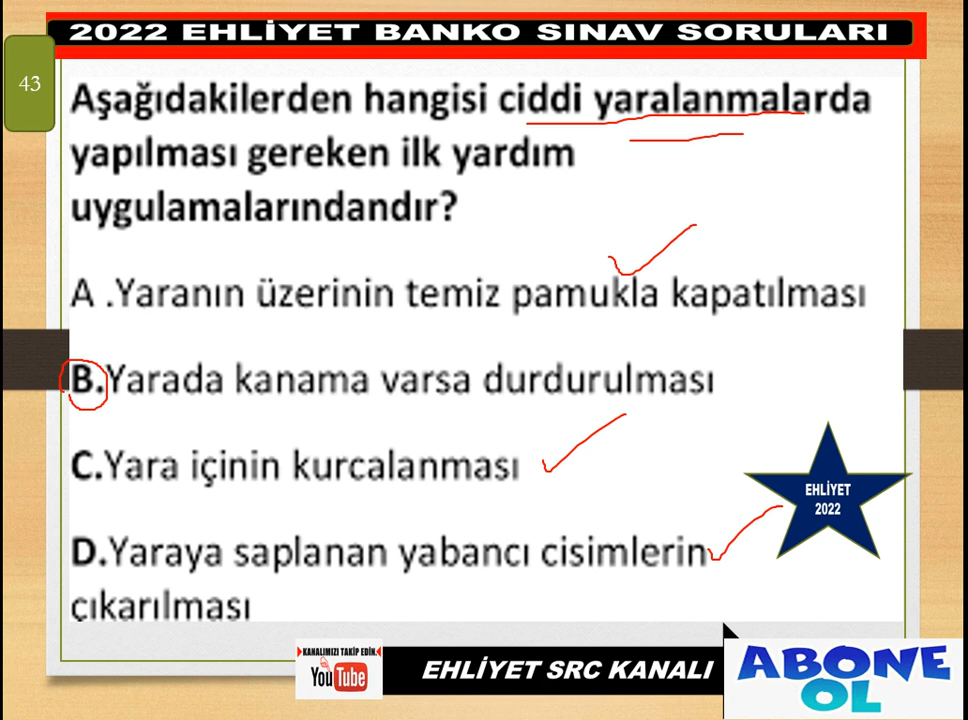 2022 EHLİYET BANKO SINAV SORULARI
43
Aşağıdakilerden hangisi ciddi yaralanmalarda
yapılması gereken ilk yardım
uygulamalarındandır?
A .Yaranın üzerinin temiz pamukla kapatılması
B.Yarada kanama varsa durdurulması
C.Yara içinin kurcalanması
EHLİYET
2022
D.Yaraya saplanan yabancı cisimlerin
çıkarılması
KANALIMIZI TAKİP EDİN.
YouTube
EHLİYET SRC KANALI
ABONE
OL